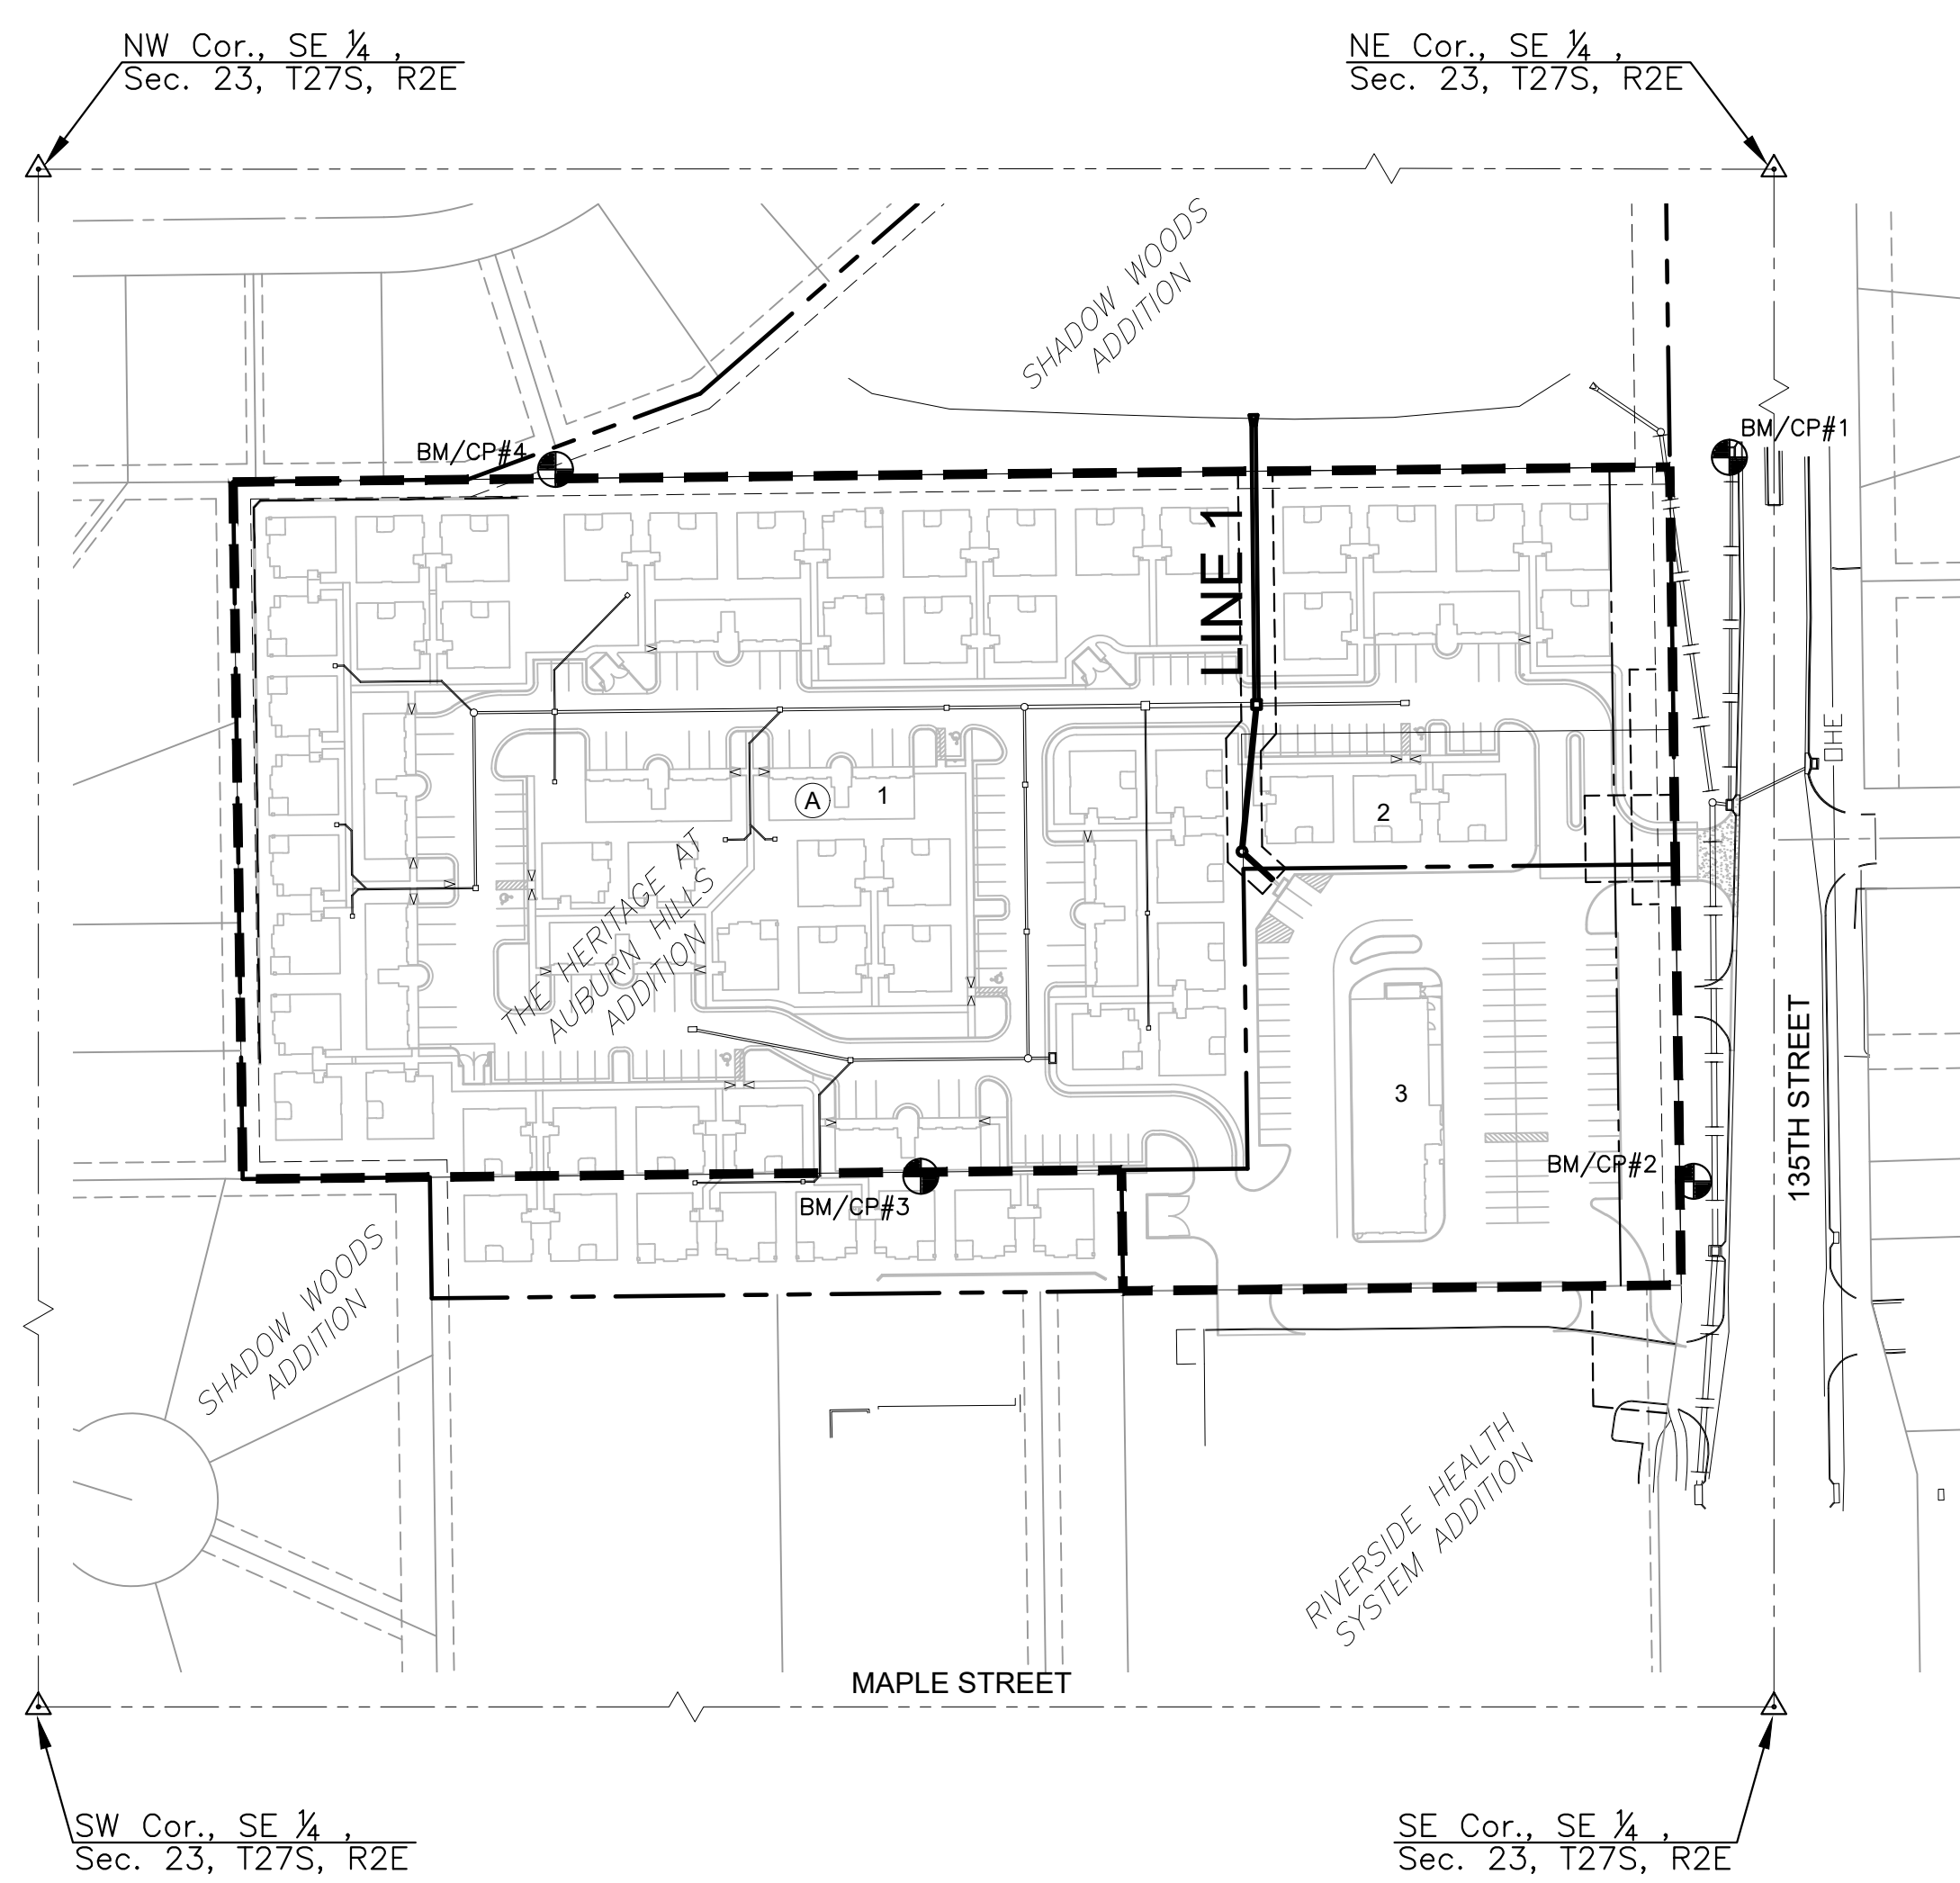 NW Cor., SE ¼ ,
Sec. 23, T27S, R2E
NE Cor., SE ¼ ,
Sec. 23, T27S, R2E
SHADOW WOODS
ADDITION
BM/CP#4
BM/CP#1
LINE 1
OHE
A
1
2
THE HERITAGE AT
AUBURN HILLS
ADDITION
3
135TH STREET
BM/CP#2
BM/CP#3
SHADOW WOODS
ADDITION
RIVERSIDE HEALTH
SYSTEM ADDITION
MAPLE STREET
SW Cor., SE ¼ ,
Sec. 23, T27S, R2E
SE Cor., SE ¼ ,
Sec. 23, T27S, R2E